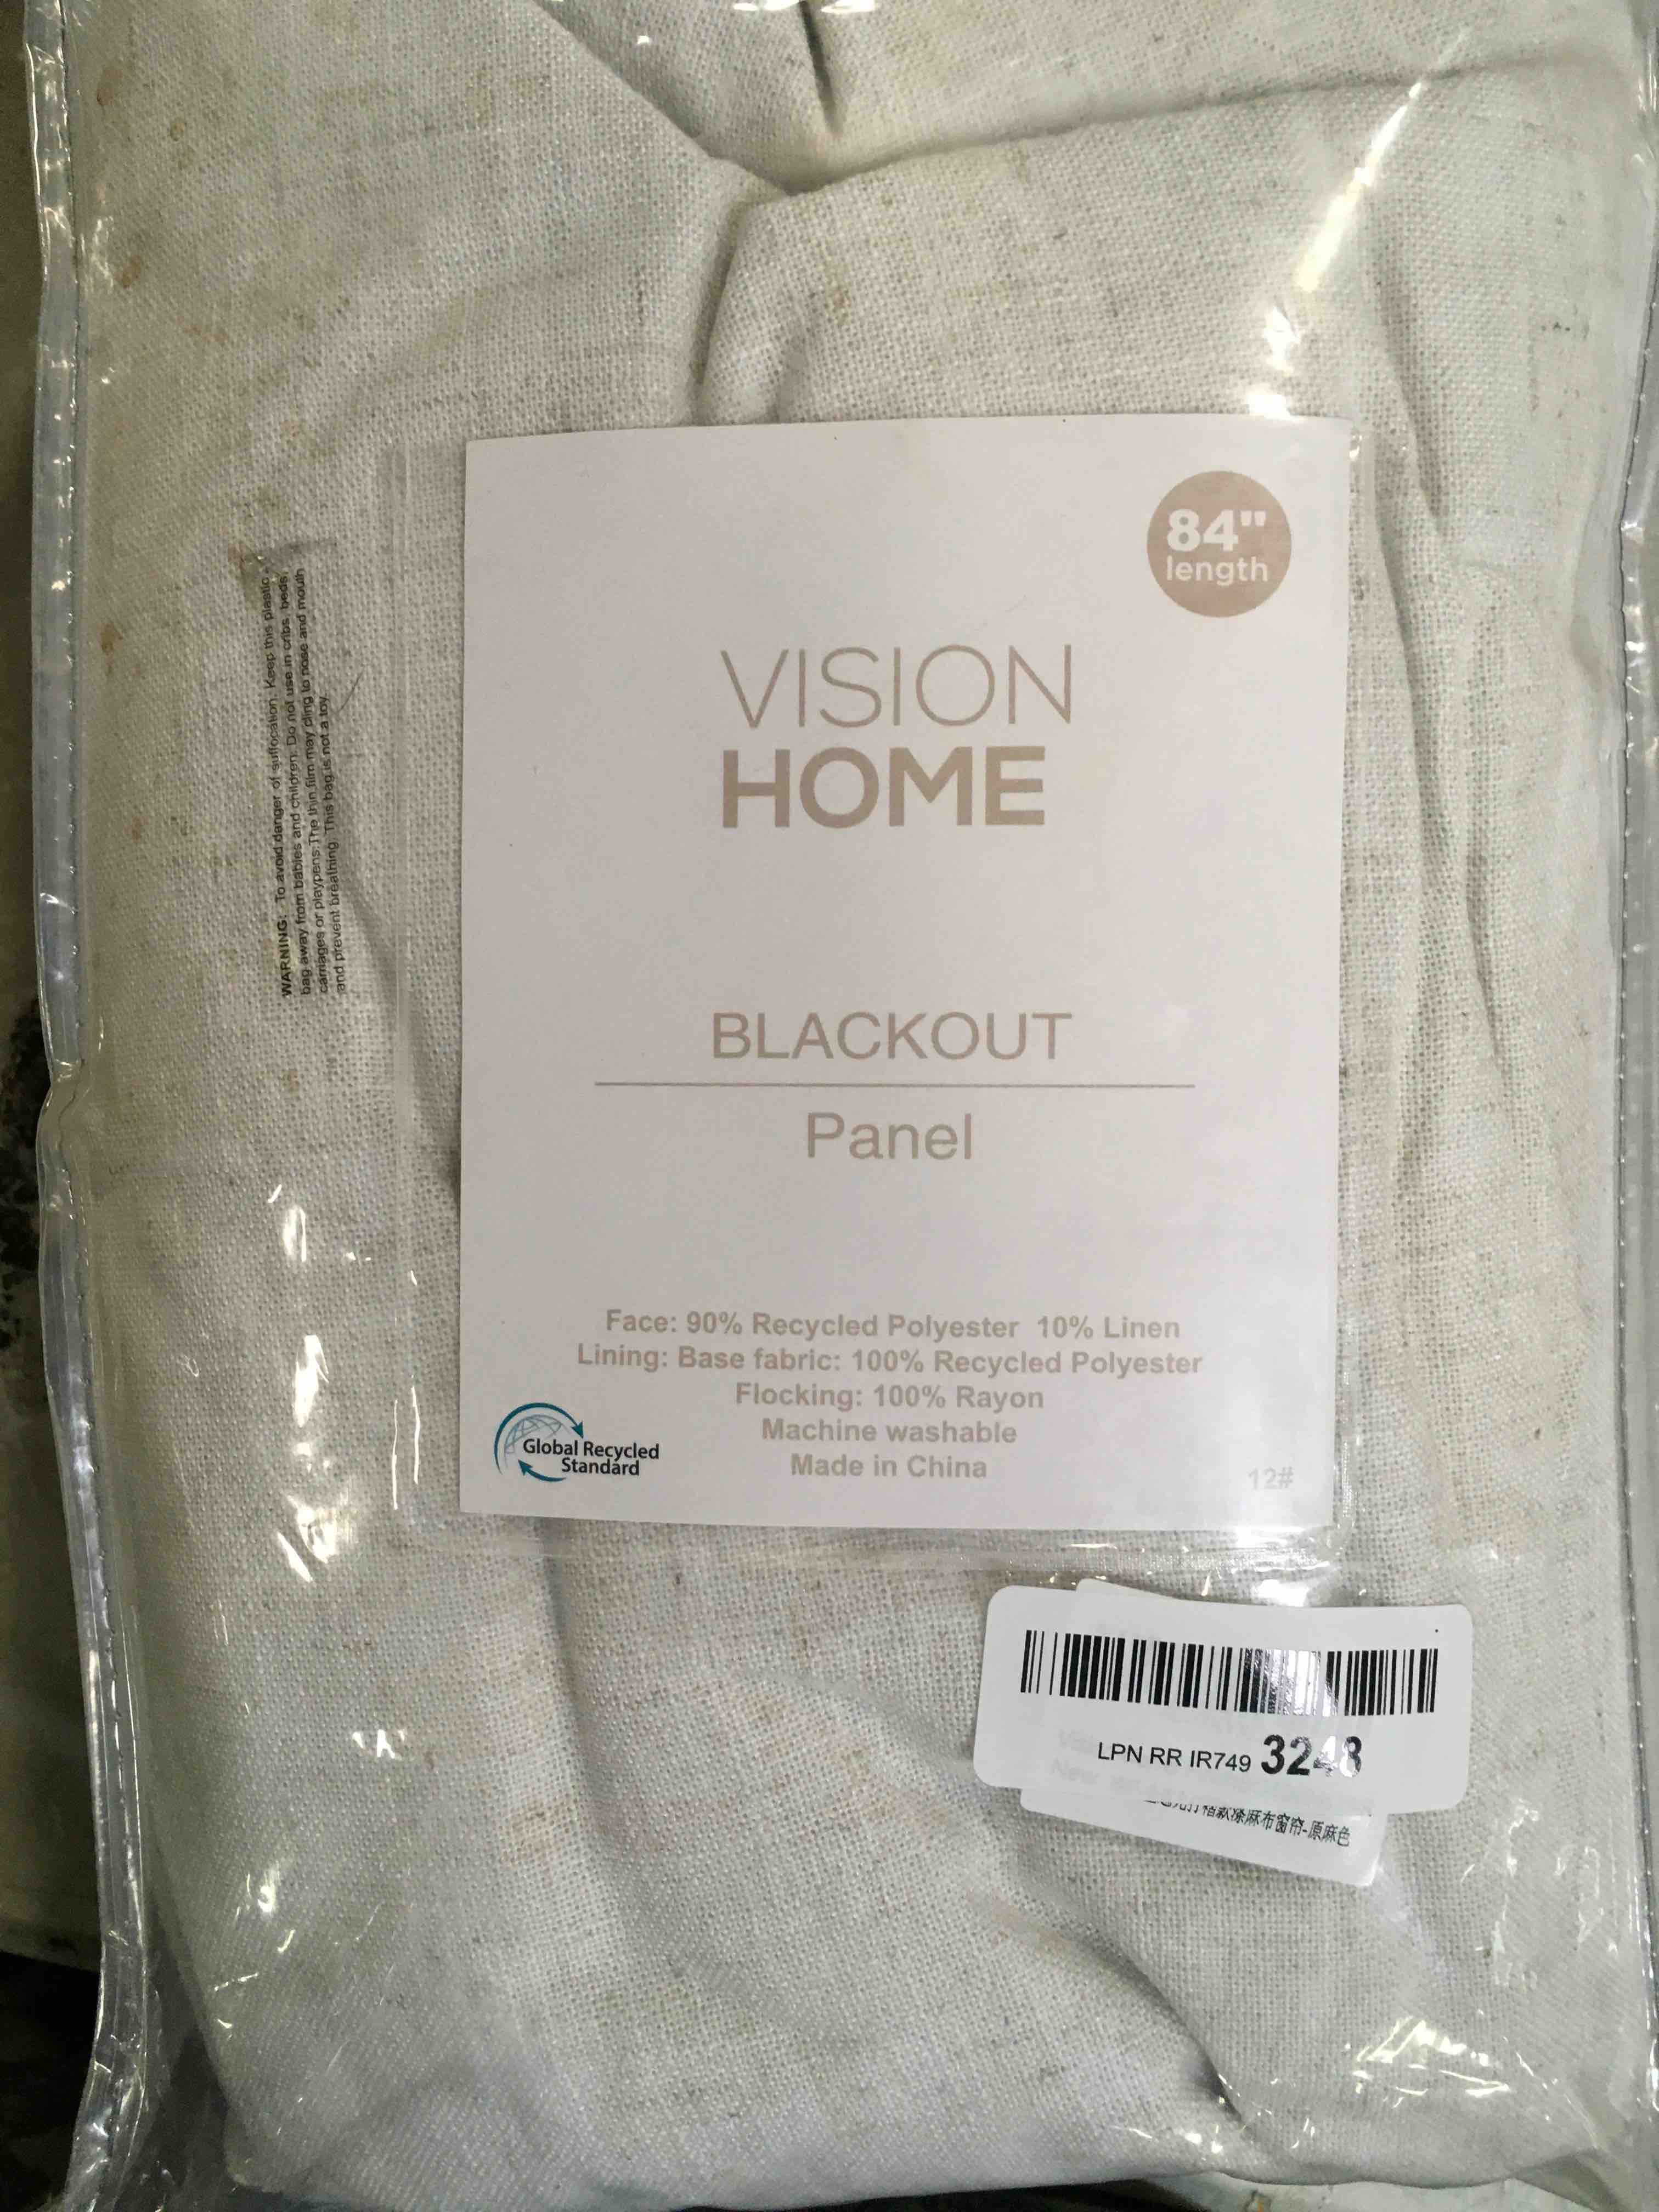 84"
length
VISION
HOME
BLACKOUT
Panel
Face: 90% Recycled Polyester 10% Linen
Lining: Base fabric: 100% Recycled Polyester
Flocking: 100% Rayon
Machine washable
Made in China
Global Recycled
Standard
12#
WARNING: To avoid danger of suffocation. Keep this plastic
bag away from babies and children. Do not use in cribs, beds,
carriages or playpens.The thin film may cling to nose and mouth
and prevent breathing. This bag is not a toy.
LPN RR IR749 3248
麻布窗帘-原麻色